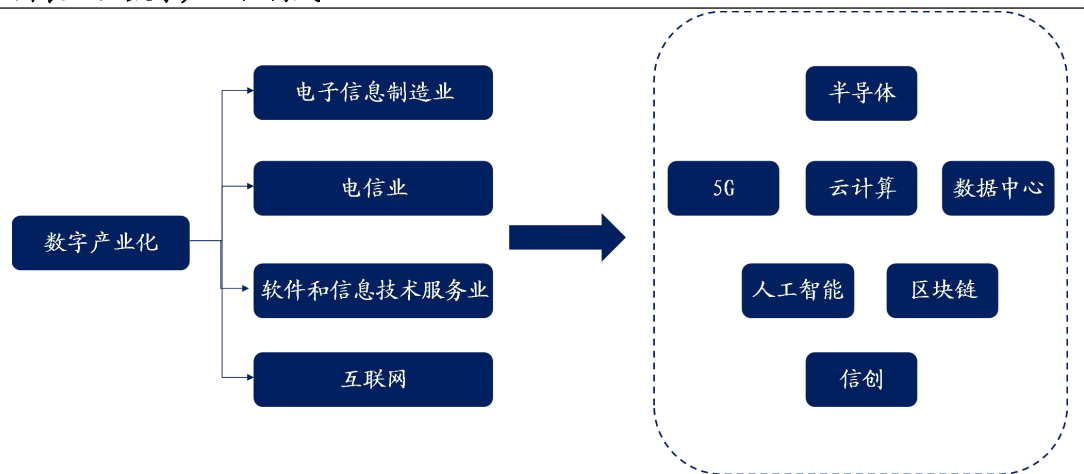 电子信息制造业
半导体
电信业
5G
云计算
数据中心
数字产业化
软件和信息技术服务业
人工智能
区块链
互联网
信创